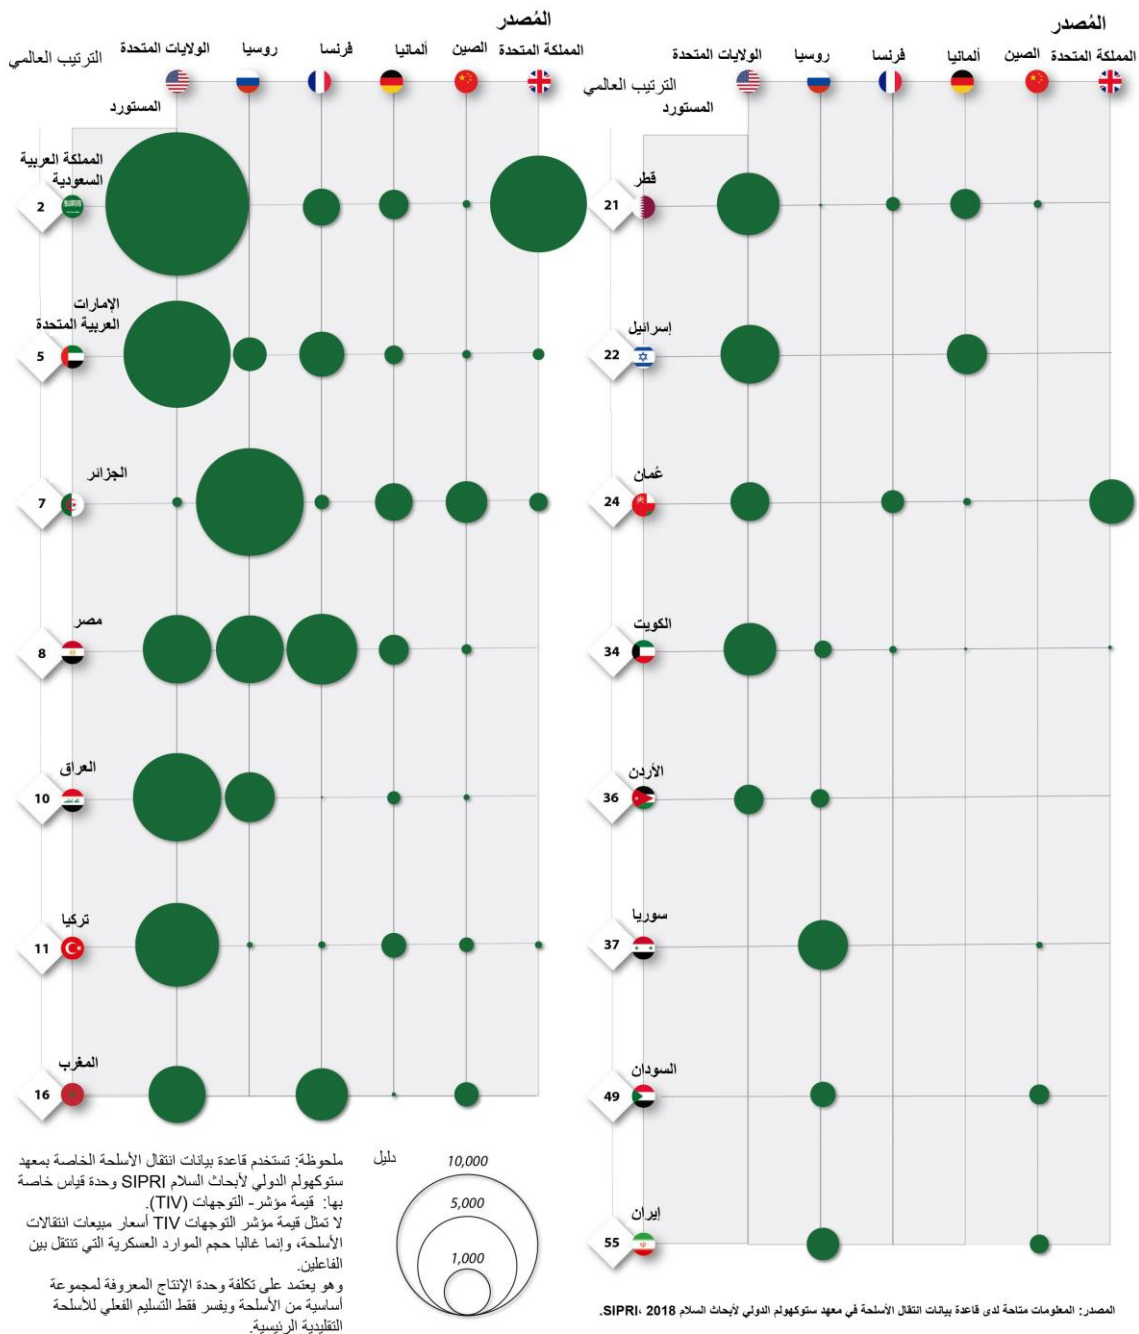 المُصدر
الترتيب العالمي
الولايات المتحدة
روسيا
فرنسا
ألمانيا
الصين
المملكة المتحدة
المستورد
المملكة العربية
السعودية
2
الإمارات
العربية المتحدة
5
الجزائر
7
مصر
8
العراق
10
تركيا
11
المغرب
16
المُصدر
الترتيب العالمي
الولايات المتحدة
روسيا
فرنسا
ألمانيا
الصين
المملكة المتحدة
المستورد
قطر
21
إسرائيل
22
عُمان
24
الكويت
34
الأردن
36
سوريا
37
السودان
49
إيران
55
دليل
10,000
5,000
1,000
ملحوظة: تستخدم قاعدة بيانات انتقال الأسلحة الخاصة بمعهد
ستوكهولم الدولي لأبحاث السلام SIPRI وحدة قياس خاصة
بها: قيمة مؤشر- التوجهات (TIV).
لا تمثل قيمة مؤشر التوجهات TIV أسعار مبيعات انتقالات
الأسلحة، وإنما غالبا حجم الموارد العسكرية التي تنتقل بين
الفاعلين.
وهو يعتمد على تكلفة وحدة الإنتاج المعروفة لمجموعة
أساسية من الأسلحة ويفسر فقط التسليم الفعلي للأسلحة
التقليدية الرئيسية.
المصدر: المعلومات متاحة لدى قاعدة بيانات انتقال الأسلحة في معهد ستوكهولم الدولي لأبحاث السلام SIPRI، 2018.